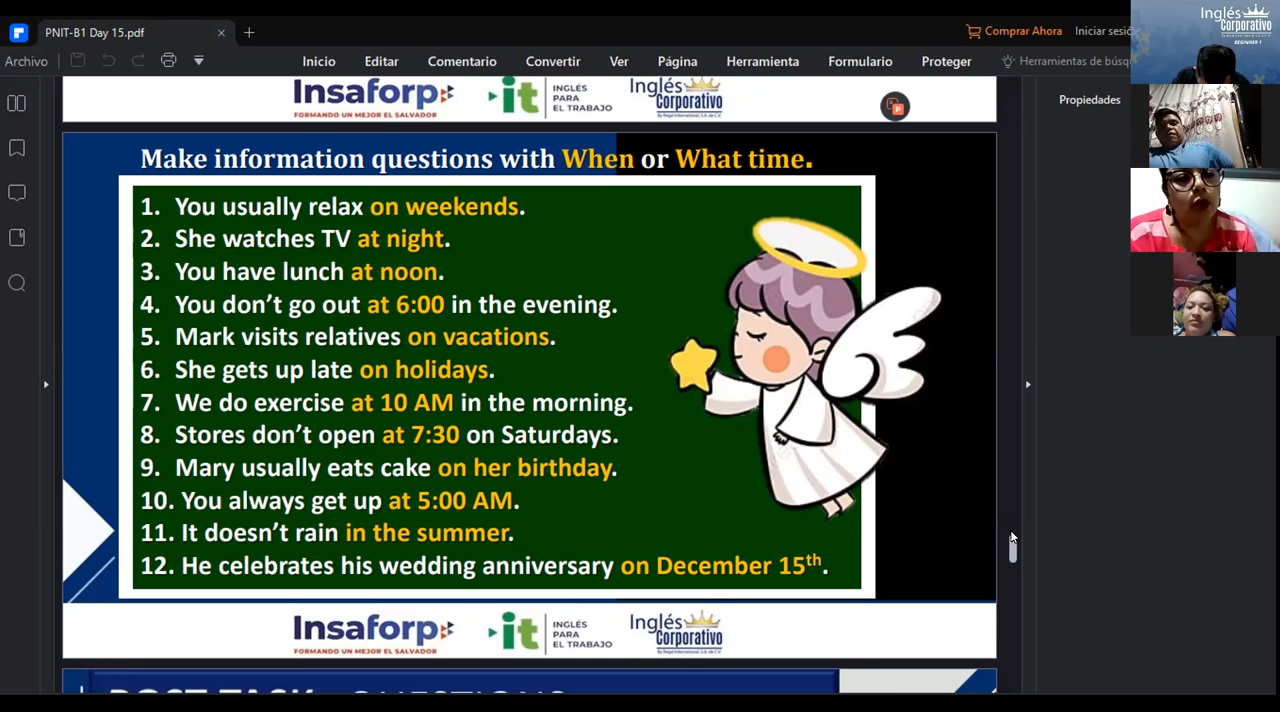 PNIT-B1 Day 15.pdf
Comprar Ahora
Iniciar sesió
Archivo
Inicio
Editar
Comentario
Convertir
Ver
Página
Herramienta
Formulario
Proteger
Herramientas de búsq
Propiedades
Inglés
Corporativo
BEGINNER 1
Insaforp
FORMANDO UN MEJOR EL SALVADOR
it
INGLÉS
PARA
EL TRABAJO
Inglés
Corporativo
Make information questions with When or What time.
1. You usually relax on weekends.
2. She watches TV at night.
3. You have lunch at noon.
4. You don’t go out at 6:00 in the evening.
5. Mark visits relatives on vacations.
6. She gets up late on holidays.
7. We do exercise at 10 AM in the morning.
8. Stores don’t open at 7:30 on Saturdays.
9. Mary usually eats cake on her birthday.
10. You always get up at 5:00 AM.
11. It doesn’t rain in the summer.
12. He celebrates his wedding anniversary on December 15th.
Insaforp
FORMANDO UN MEJOR EL SALVADOR
it
INGLÉS
PARA
EL TRABAJO
Inglés
Corporativo